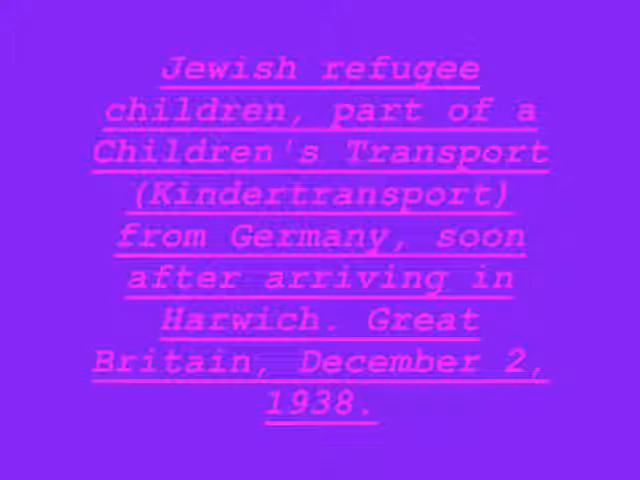 Jewish refugee
children, part of a
Children's Transport
(Kindertransport)
from Germany, soon
after arriving in
Harwich. Great
Britain, December 2,
1938.